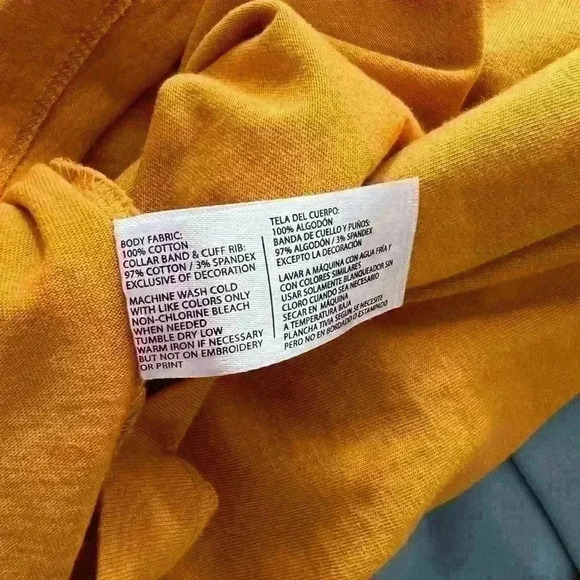 BODY FABRIC:
100% COTTON
COLLAR BAND & CUFF RIB:
97% COTTON / 3% SPANDEX
EXCLUSIVE OF DECORATION
MACHINE WASH COLD
WITH LIKE COLORS ONLY
NON-CHLORINE BLEACH
WHEN NEEDED
TUMBLE DRY LOW
WARM IRON IF NECESSARY
BUT NOT ON EMBROIDERY
OR PRINT
TELA DEL CUERPO:
100% ALGODÓN
BANDA DE CUELLO Y PUÑOS:
97% ALGODÓN / 3% SPANDEX
EXCEPTO LA DECORACIÓN
LAVAR A MÁQUINA CON AGUA FRÍA Y
CON COLORES SIMILARES
USAR SOLAMENTE BLANQUEADOR SIN
CLORO CUANDO SEA NECESARIO
SECAR EN MÁQUINA
A TEMPERATURA BAJA
PLANCHA TIVIA SEGÚN SE NECESITE
PERO NO EN BORDADO O ESTAMPADO